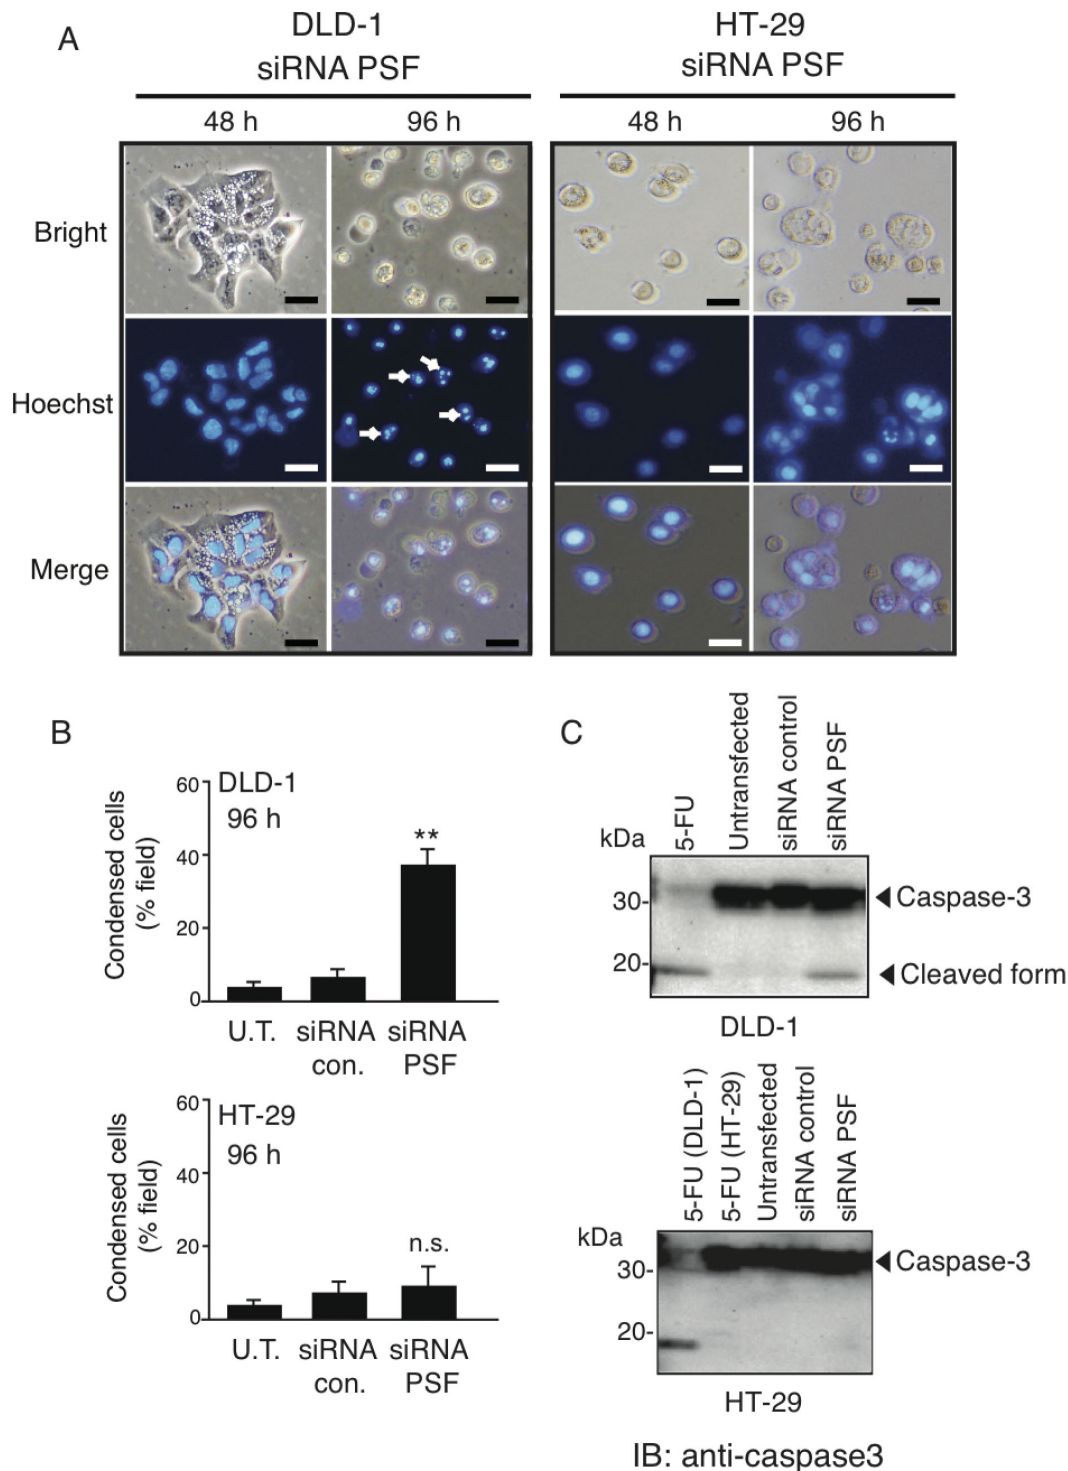 A
DLD-1
siRNA PSF
HT-29
siRNA PSF
48 h
96 h
48 h
96 h
Bright
Hoechst
Merge
B
60
40
20
0
Condensed cells
(% field)
DLD-1
96 h
**
U.T.
siRNA
con.
siRNA
PSF
60
40
20
0
Condensed cells
(% field)
HT-29
96 h
n.s.
U.T.
siRNA
con.
siRNA
PSF
C
kDa
5-FU
Untransfected
siRNA control
siRNA PSF
30-
20-
Caspase-3
Cleaved form
DLD-1
kDa
5-FU (DLD-1)
5-FU (HT-29)
Untransfected
siRNA control
siRNA PSF
30-
20-
Caspase-3
HT-29
IB: anti-caspase3